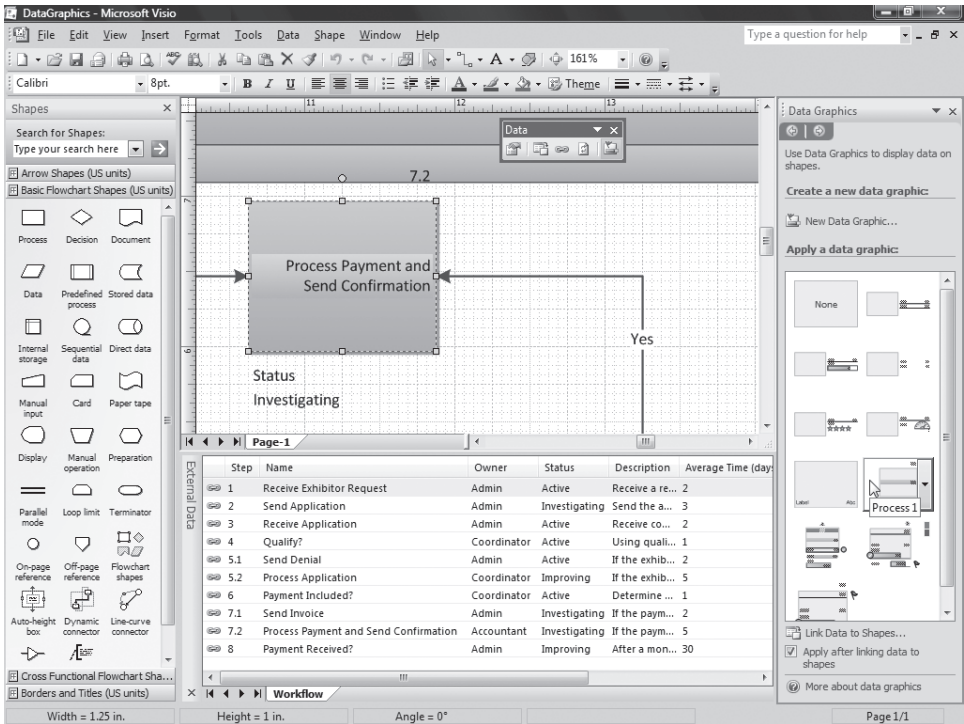 DataGraphics - Microsoft Visio
File Edit View Insert Format Tools Data Shape Window Help
Type a question for help
161%
Calibri
8pt.
B I U
Theme
Shapes
Search for Shapes:
Type your search here
Arrow Shapes (US units)
Basic Flowchart Shapes (US units)
Process Decision Document
Data Predefined process Stored data
Internal storage Sequential data Direct data
Manual input Card Paper tape
Display Manual operation Preparation
Parallel mode Loop limit Terminator
On-page reference Off-page reference Flowchart shapes
Auto-height box Dynamic connector Line-curve connector
Cross Functional Flowchart Sha...
Borders and Titles (US units)
11 12 13
Data
7.2
Process Payment and
Send Confirmation
Yes
Status
Investigating
Page-1
External Data
Step Name Owner Status Description Average Time (day
1 Receive Exhibitor Request Admin Active Receive a re... 2
2 Send Application Admin Investigating Send the a... 3
3 Receive Application Admin Active Receive co... 2
4 Qualify? Coordinator Active Using quali... 1
5.1 Send Denial Admin Active If the exhib... 2
5.2 Process Application Coordinator Improving If the exhib... 5
6 Payment Included? Coordinator Active Determine ... 1
7.1 Send Invoice Admin Investigating If the paym... 2
7.2 Process Payment and Send Confirmation Accountant Investigating If the paym... 5
8 Payment Received? Admin Improving After a mon... 30
Workflow
Data Graphics
Use Data Graphics to display data on
shapes.
Create a new data graphic:
New Data Graphic...
Apply a data graphic:
None
Label Abc
Process 1
Link Data to Shapes...
Apply after linking data to
shapes
More about data graphics
Width = 1.25 in. Height = 1 in. Angle = 0° Page 1/1